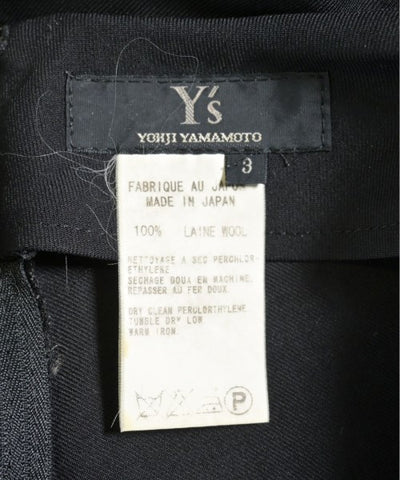 Y's
YOHJI YAMAMOTO
3
FABRIQUE AU JAPON
MADE IN JAPAN
100% LAINE WOOL
NETTOYAGE A SEC PERCHLOR-
ETHYLENE
SECHAGE DOUX EN MACHINE.
REPASSER AU FER DOUX.
DRY CLEAN PERCLORTHYLENE
TUMBLE DRY LOW
WARM IRON.
P